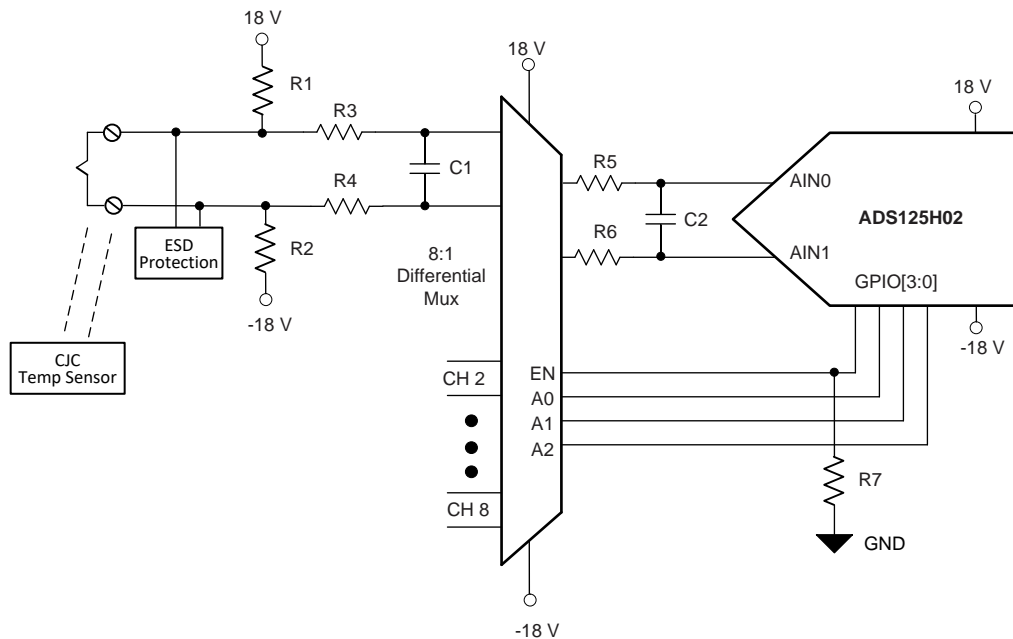 18 V
R1
R3
C1
R4
ESD
Protection
R2
-18 V
CJC
Temp Sensor
18 V
8:1
Differential
Mux
CH 2
CH 8
EN
A0
A1
A2
-18 V
R5
C2
R6
18 V
AIN0
ADS125H02
AIN1
GPIO[3:0]
-18 V
R7
GND